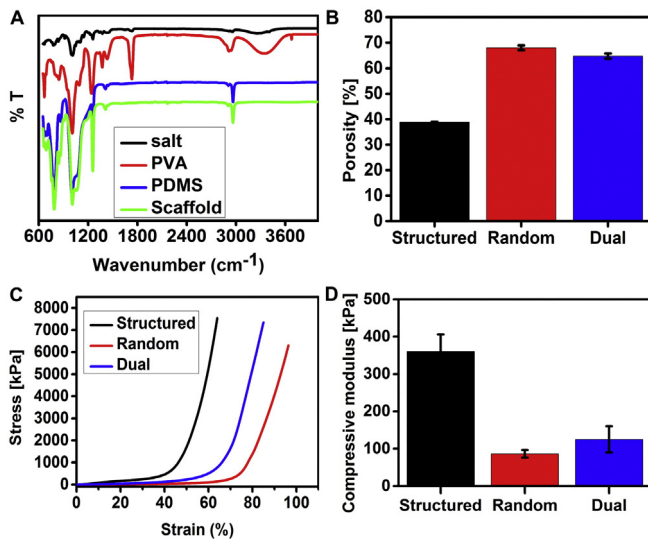 A
% T
salt
PVA
PDMS
Scaffold
600 1200 1800 2400 3000 3600
Wavenumber (cm-1)
B
Porosity [%]
80
70
60
50
40
30
20
10
0
Structured Random Dual
C
Stress [kPa]
8000
7000
6000
5000
4000
3000
2000
1000
0
Structured
Random
Dual
0 20 40 60 80 100
Strain (%)
D
Compressive modulus [kPa]
500
400
300
200
100
0
Structured Random Dual